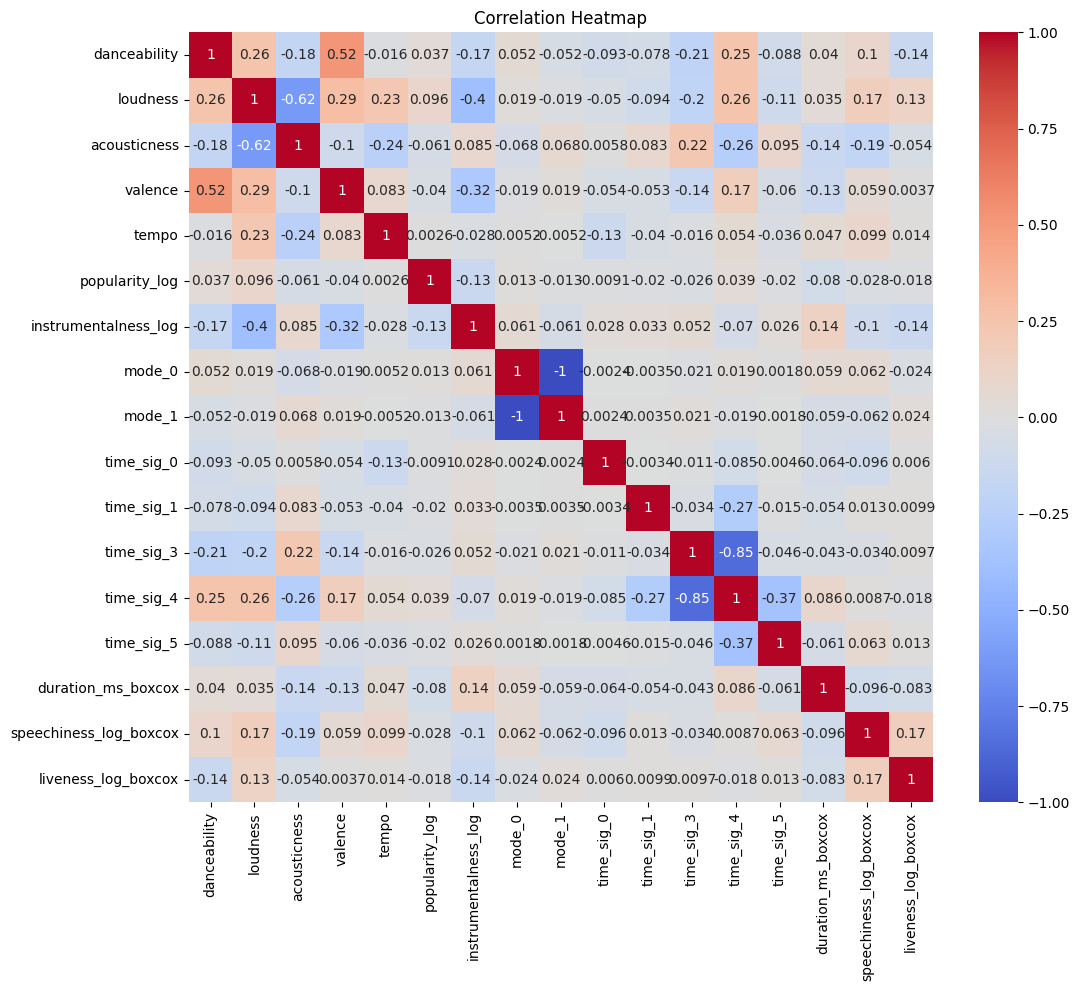 Correlation Heatmap
danceability 1 0.26 -0.18 0.52 -0.016 0.037 -0.17 0.052 -0.052 -0.093 -0.078 -0.21 0.25 -0.088 0.04 0.1 -0.14 1.00
loudness 0.26 1 -0.62 0.29 0.23 0.096 -0.4 0.019 -0.019 -0.05 -0.094 -0.2 0.26 -0.11 0.035 0.17 0.13
0.75
acousticness -0.18 -0.62 1 -0.1 -0.24 -0.061 0.085 -0.068 0.068 0.0058 0.083 0.22 -0.26 0.095 -0.14 -0.19 -0.054
valence 0.52 0.29 -0.1 1 0.083 -0.04 -0.32 -0.019 0.019 -0.054 -0.053 -0.14 0.17 -0.06 -0.13 0.059 0.0037
0.50
tempo -0.016 0.23 -0.24 0.083 1 0.0026 -0.028 0.0052 -0.0052 -0.13 -0.04 -0.016 0.054 -0.036 0.047 0.099 0.014
popularity_log 0.037 0.096 -0.061 -0.04 0.0026 1 -0.13 0.013 -0.013 -0.0091 -0.02 -0.026 0.039 -0.02 -0.08 -0.028 -0.018
0.25
instrumentalness_log -0.17 -0.4 0.085 -0.32 -0.028 -0.13 1 0.061 -0.061 0.028 0.033 0.052 -0.07 0.026 0.14 -0.1 -0.14
mode_0 0.052 0.019 -0.068 -0.019 0.0052 0.013 0.061 1 -1 -0.0024 -0.0035 -0.021 0.019 0.0018 0.059 0.062 -0.024
mode_1 -0.052 -0.019 0.068 0.019 -0.0052 -0.013 -0.061 -1 1 0.0024 0.0035 0.021 -0.019 -0.0018 -0.059 -0.062 0.024
0.00
time_sig_0 -0.093 -0.05 0.0058 -0.054 -0.13 -0.0091 0.028 -0.0024 0.0024 1 -0.0034 -0.011 -0.085 -0.0046 -0.064 -0.096 0.006
time_sig_1 -0.078 -0.094 0.083 -0.053 -0.04 -0.02 0.033 -0.0035 0.0035 -0.0034 1 -0.034 -0.27 -0.015 -0.054 0.013 0.0099
−0.25
time_sig_3 -0.21 -0.2 0.22 -0.14 -0.016 -0.026 0.052 -0.021 0.021 -0.011 -0.034 1 -0.85 -0.046 -0.043 -0.034 0.0097
time_sig_4 0.25 0.26 -0.26 0.17 0.054 0.039 -0.07 0.019 -0.019 -0.085 -0.27 -0.85 1 -0.37 0.086 0.0087 -0.018
−0.50
time_sig_5 -0.088 -0.11 0.095 -0.06 -0.036 -0.02 0.026 0.0018 -0.0018 -0.0046 -0.015 -0.046 -0.37 1 -0.061 0.063 0.013
duration_ms_boxcox 0.04 0.035 -0.14 -0.13 0.047 -0.08 0.14 0.059 -0.059 -0.064 -0.054 -0.043 0.086 -0.061 1 -0.096 -0.083
−0.75
speechiness_log_boxcox 0.1 0.17 -0.19 0.059 0.099 -0.028 -0.1 0.062 -0.062 -0.096 0.013 -0.034 0.0087 0.063 -0.096 1 0.17
liveness_log_boxcox -0.14 0.13 -0.054 0.0037 0.014 -0.018 -0.14 -0.024 0.024 0.006 0.0099 0.0097 -0.018 0.013 -0.083 0.17 1
−1.00
danceability
loudness
acousticness
valence
tempo
popularity_log
instrumentalness_log
mode_0
mode_1
time_sig_0
time_sig_1
time_sig_3
time_sig_4
time_sig_5
duration_ms_boxcox
speechiness_log_boxcox
liveness_log_boxcox